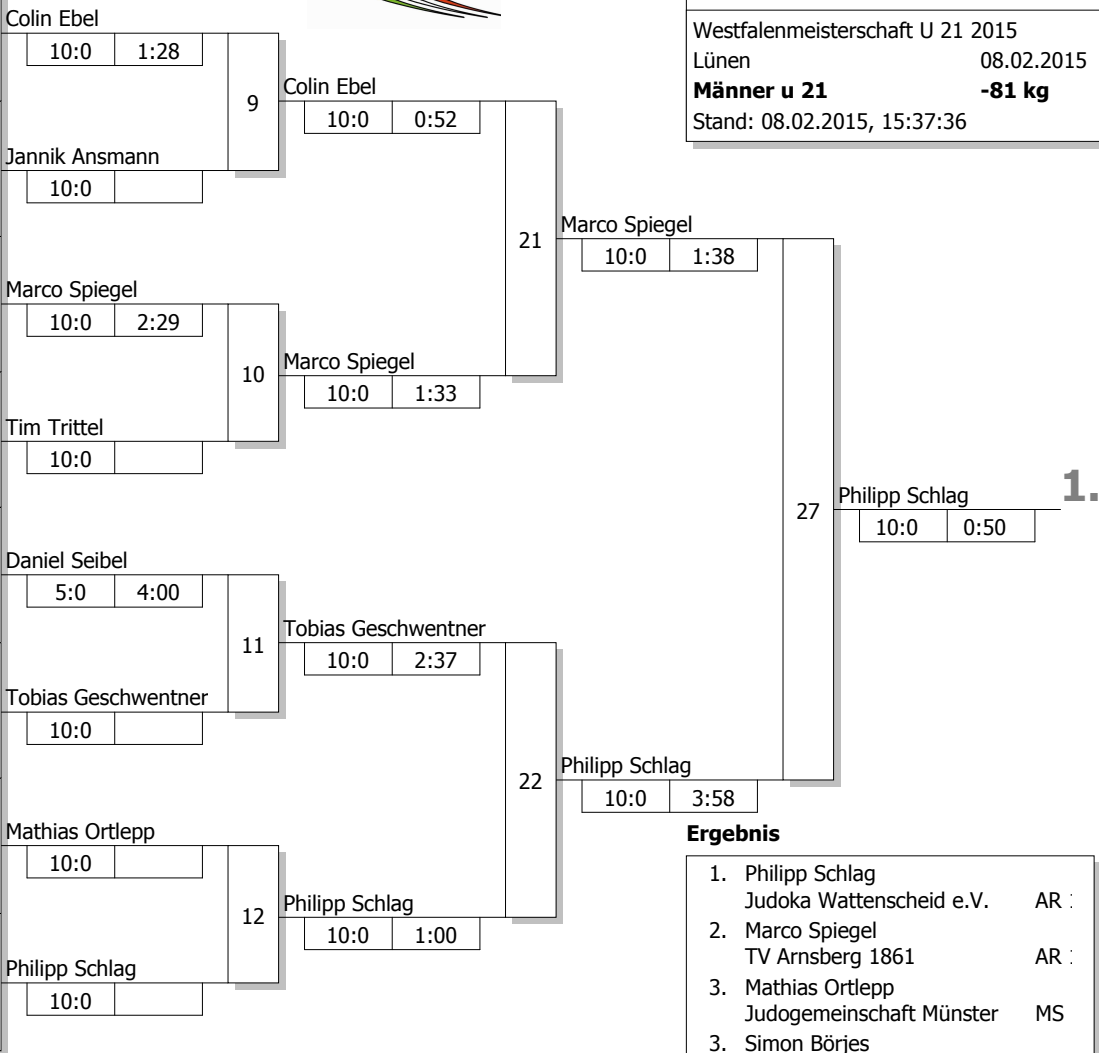 Westfalenmeisterschaft U 21 2015
Lünen 08.02.2015
Männer u 21 -81 kg
Stand: 08.02.2015, 15:37:36
Colin Ebel
10:0 1:28
9
Jannik Ansmann
10:0
Colin Ebel
10:0 0:52
Marco Spiegel
10:0 2:29
10
Tim Trittel
10:0
Marco Spiegel
10:0 1:33
21
Marco Spiegel
10:0 1:38
Daniel Seibel
5:0 4:00
11
Tobias Geschwentner
10:0
Tobias Geschwentner
10:0 2:37
Mathias Ortlepp
10:0
12
Philipp Schlag
10:0
Philipp Schlag
10:0 1:00
22
Philipp Schlag
10:0 3:58
27
Philipp Schlag 1.
10:0 0:50
Ergebnis
1. Philipp Schlag
Judoka Wattenscheid e.V. AR
2. Marco Spiegel
TV Arnsberg 1861 AR
3. Mathias Ortlepp
Judogemeinschaft Münster MS
3. Simon Börjes